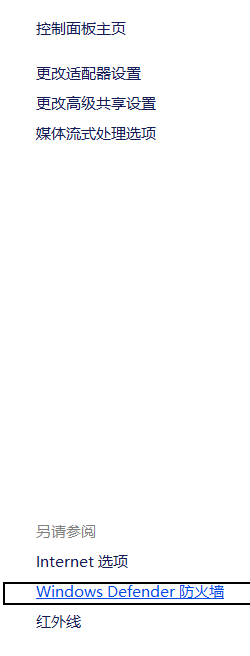 控制面板主页
更改适配器设置
更改高级共享设置
媒体流式处理选项
另请参阅
Internet 选项
Windows Defender 防火墙
红外线